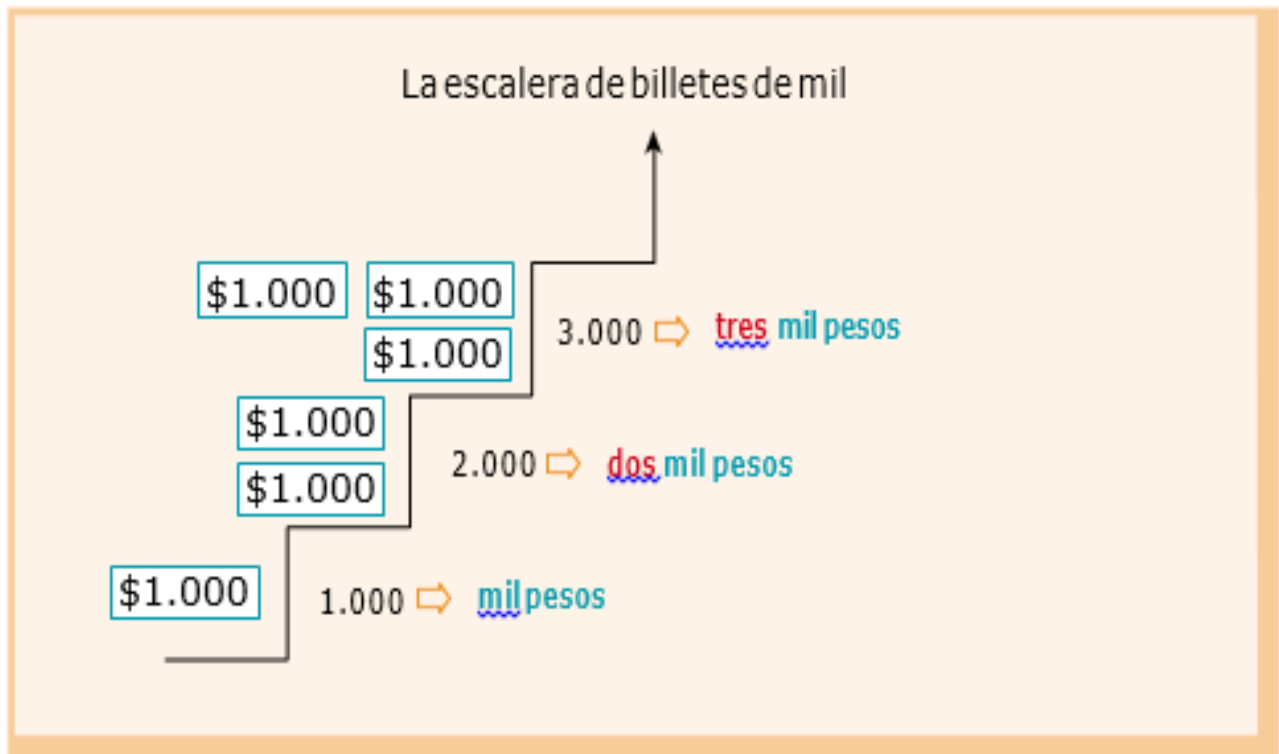 La escalera de billetes de mil
$1.000 $1.000
$1.000
3.000 tres mil pesos
$1.000
$1.000
2.000 dos mil pesos
$1.000
1.000 mil pesos